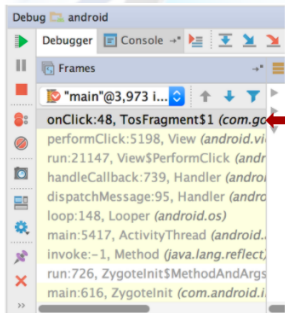 Debug android
Debugger Console
Frames
"main"@3,973 i...
onClick:48, TosFragment$1 (com.go
performClick:5198, View (android.vi
run:21147, View$PerformClick (andr
handleCallback:739, Handler (androi
dispatchMessage:95, Handler (androi
loop:148, Looper (android.os)
main:5417, ActivityThread (android.
invoke:-1, Method (java.lang.reflect)
run:726, ZygoteInit$MethodAndArgs
main:616, ZygoteInit (com.android.i